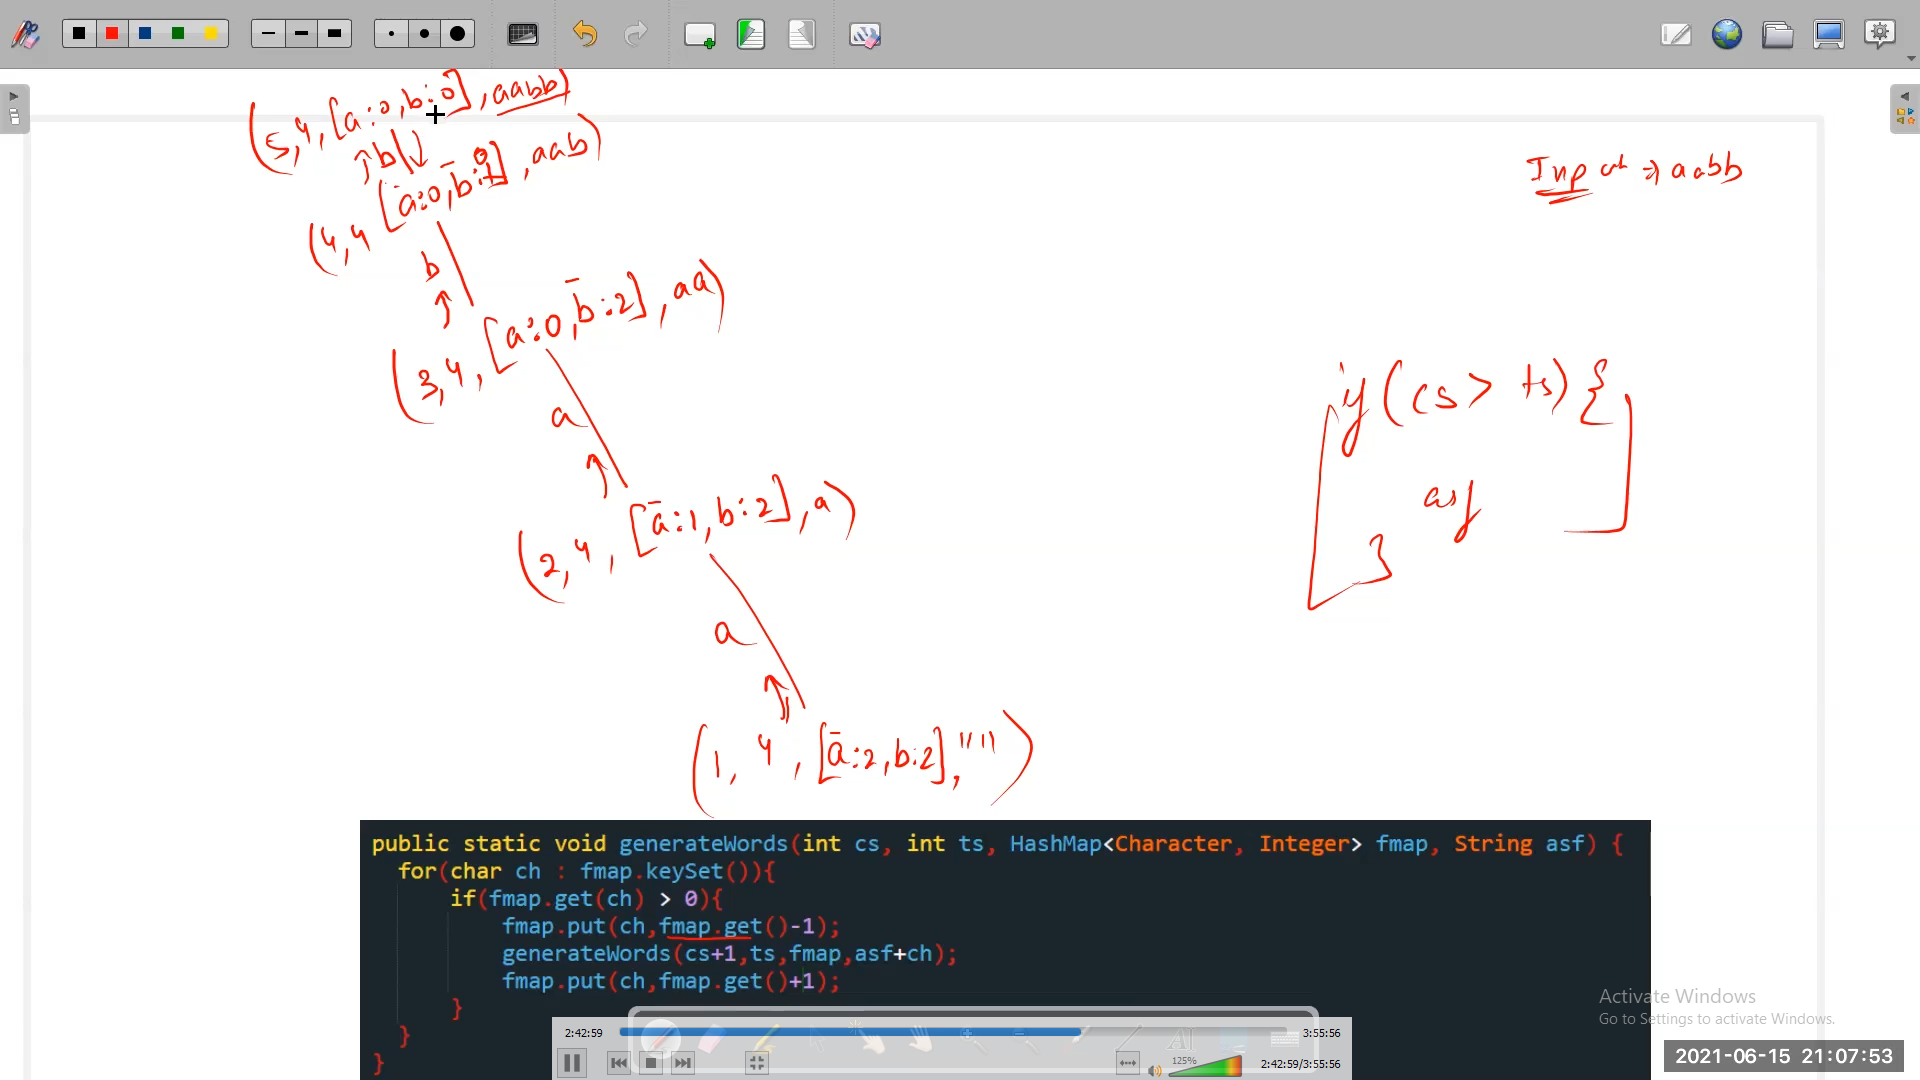 (5,4,[a:0,b:0],aabb)
b
(4,4 [a:0,b:1 0],aab)
Input → aabb
b
(3,4,[a:0,b:2],aa)
if(cs > ts){
asf
}
a
(2,4,[a:1,b:2],a)
a
(1,4,[a:2,b:2],"")
public static void generateWords(int cs, int ts, HashMap<Character, Integer> fmap, String asf) {
for(char ch : fmap.keySet()){
if(fmap.get(ch) > 0){
fmap.put(ch,fmap.get()-1);
generateWords(cs+1,ts,fmap,asf+ch);
fmap.put(ch,fmap.get()+1);
}
}
}
Activate Windows
Go to Settings to activate Windows.
2:42:59
3:55:56
125%
2:42:59/3:55:56
2021-06-15 21:07:53